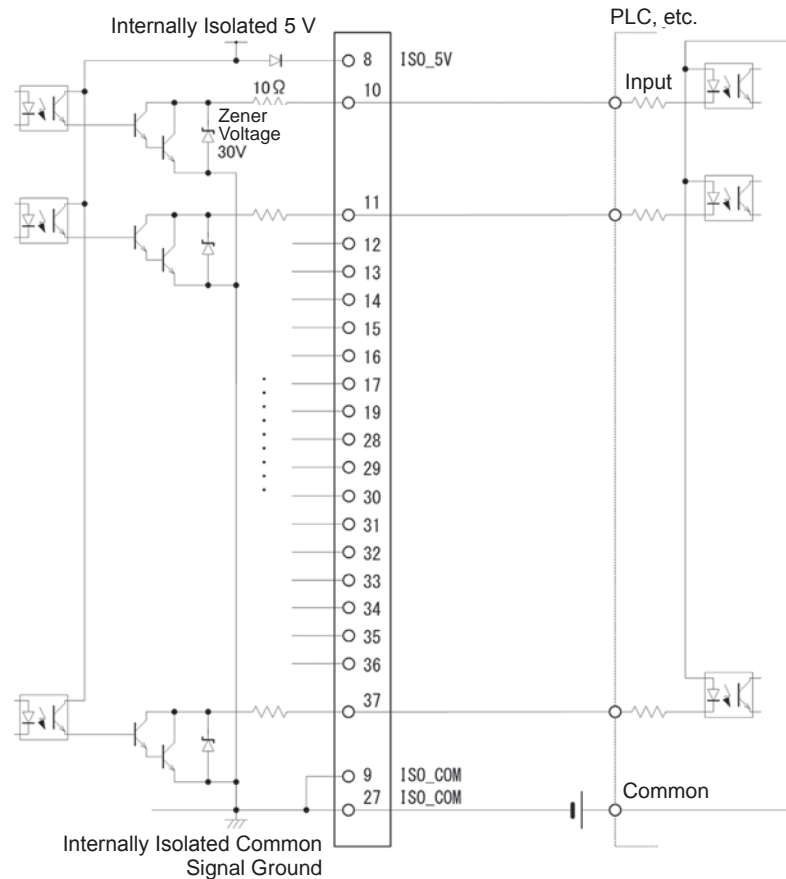 Internally Isolated 5 V
PLC, etc.
8 ISO_5V
10Ω
10
Input
Zener
Voltage
30V
11
12
13
14
15
16
17
19
28
29
30
31
32
33
34
35
36
37
9 ISO_COM
27 ISO_COM
Common
Internally Isolated Common
Signal Ground